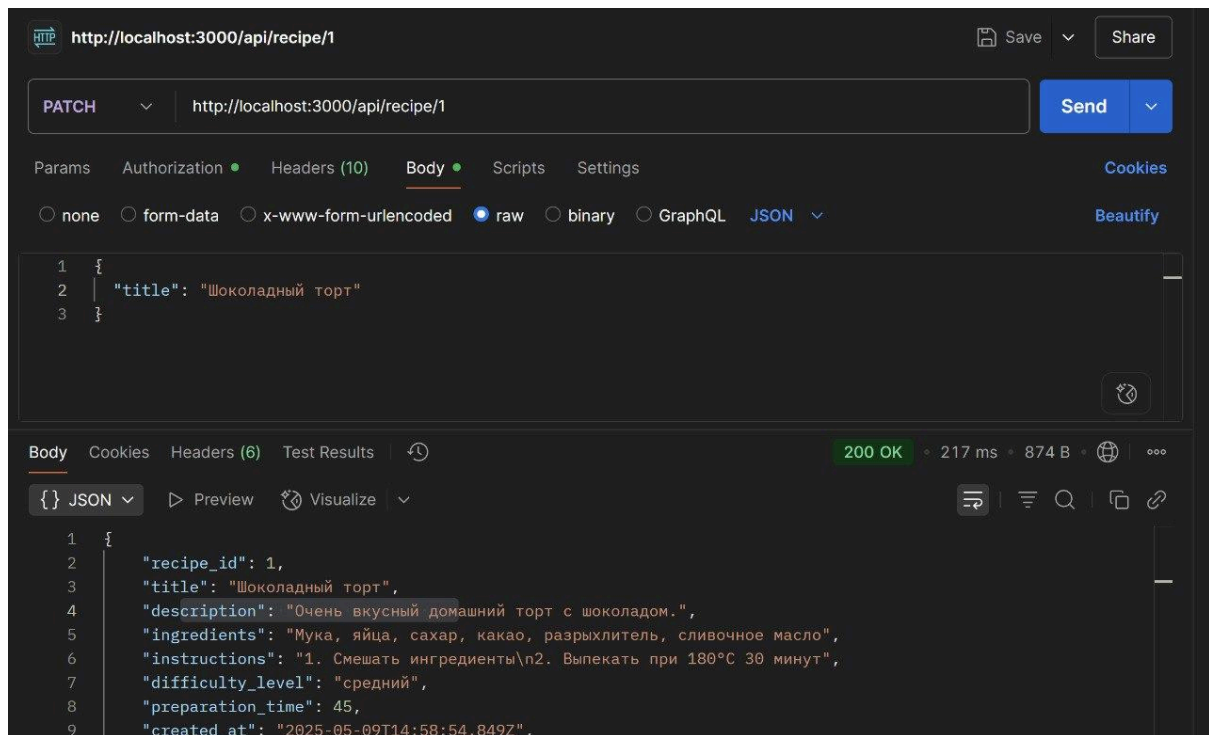 HTTP http://localhost:3000/api/recipe/1 Save Share
PATCH http://localhost:3000/api/recipe/1 Send
Params Authorization Headers (10) Body Scripts Settings Cookies
none form-data x-www-form-urlencoded raw binary GraphQL JSON Beautify
1 {
2 "title": "Шоколадный торт"
3 }
Body Cookies Headers (6) Test Results 200 OK • 217 ms • 874 B •
{} JSON Preview Visualize
1 {
2 "recipe_id": 1,
3 "title": "Шоколадный торт",
4 "description": "Очень вкусный домашний торт с шоколадом.",
5 "ingredients": "Мука, яйца, сахар, какао, разрыхлитель, сливочное масло",
6 "instructions": "1. Смешать ингредиенты\n2. Выпекать при 180°C 30 минут",
7 "difficulty_level": "средний",
8 "preparation_time": 45,
9 "created_at": "2025-05-09T14:58:54.849Z",